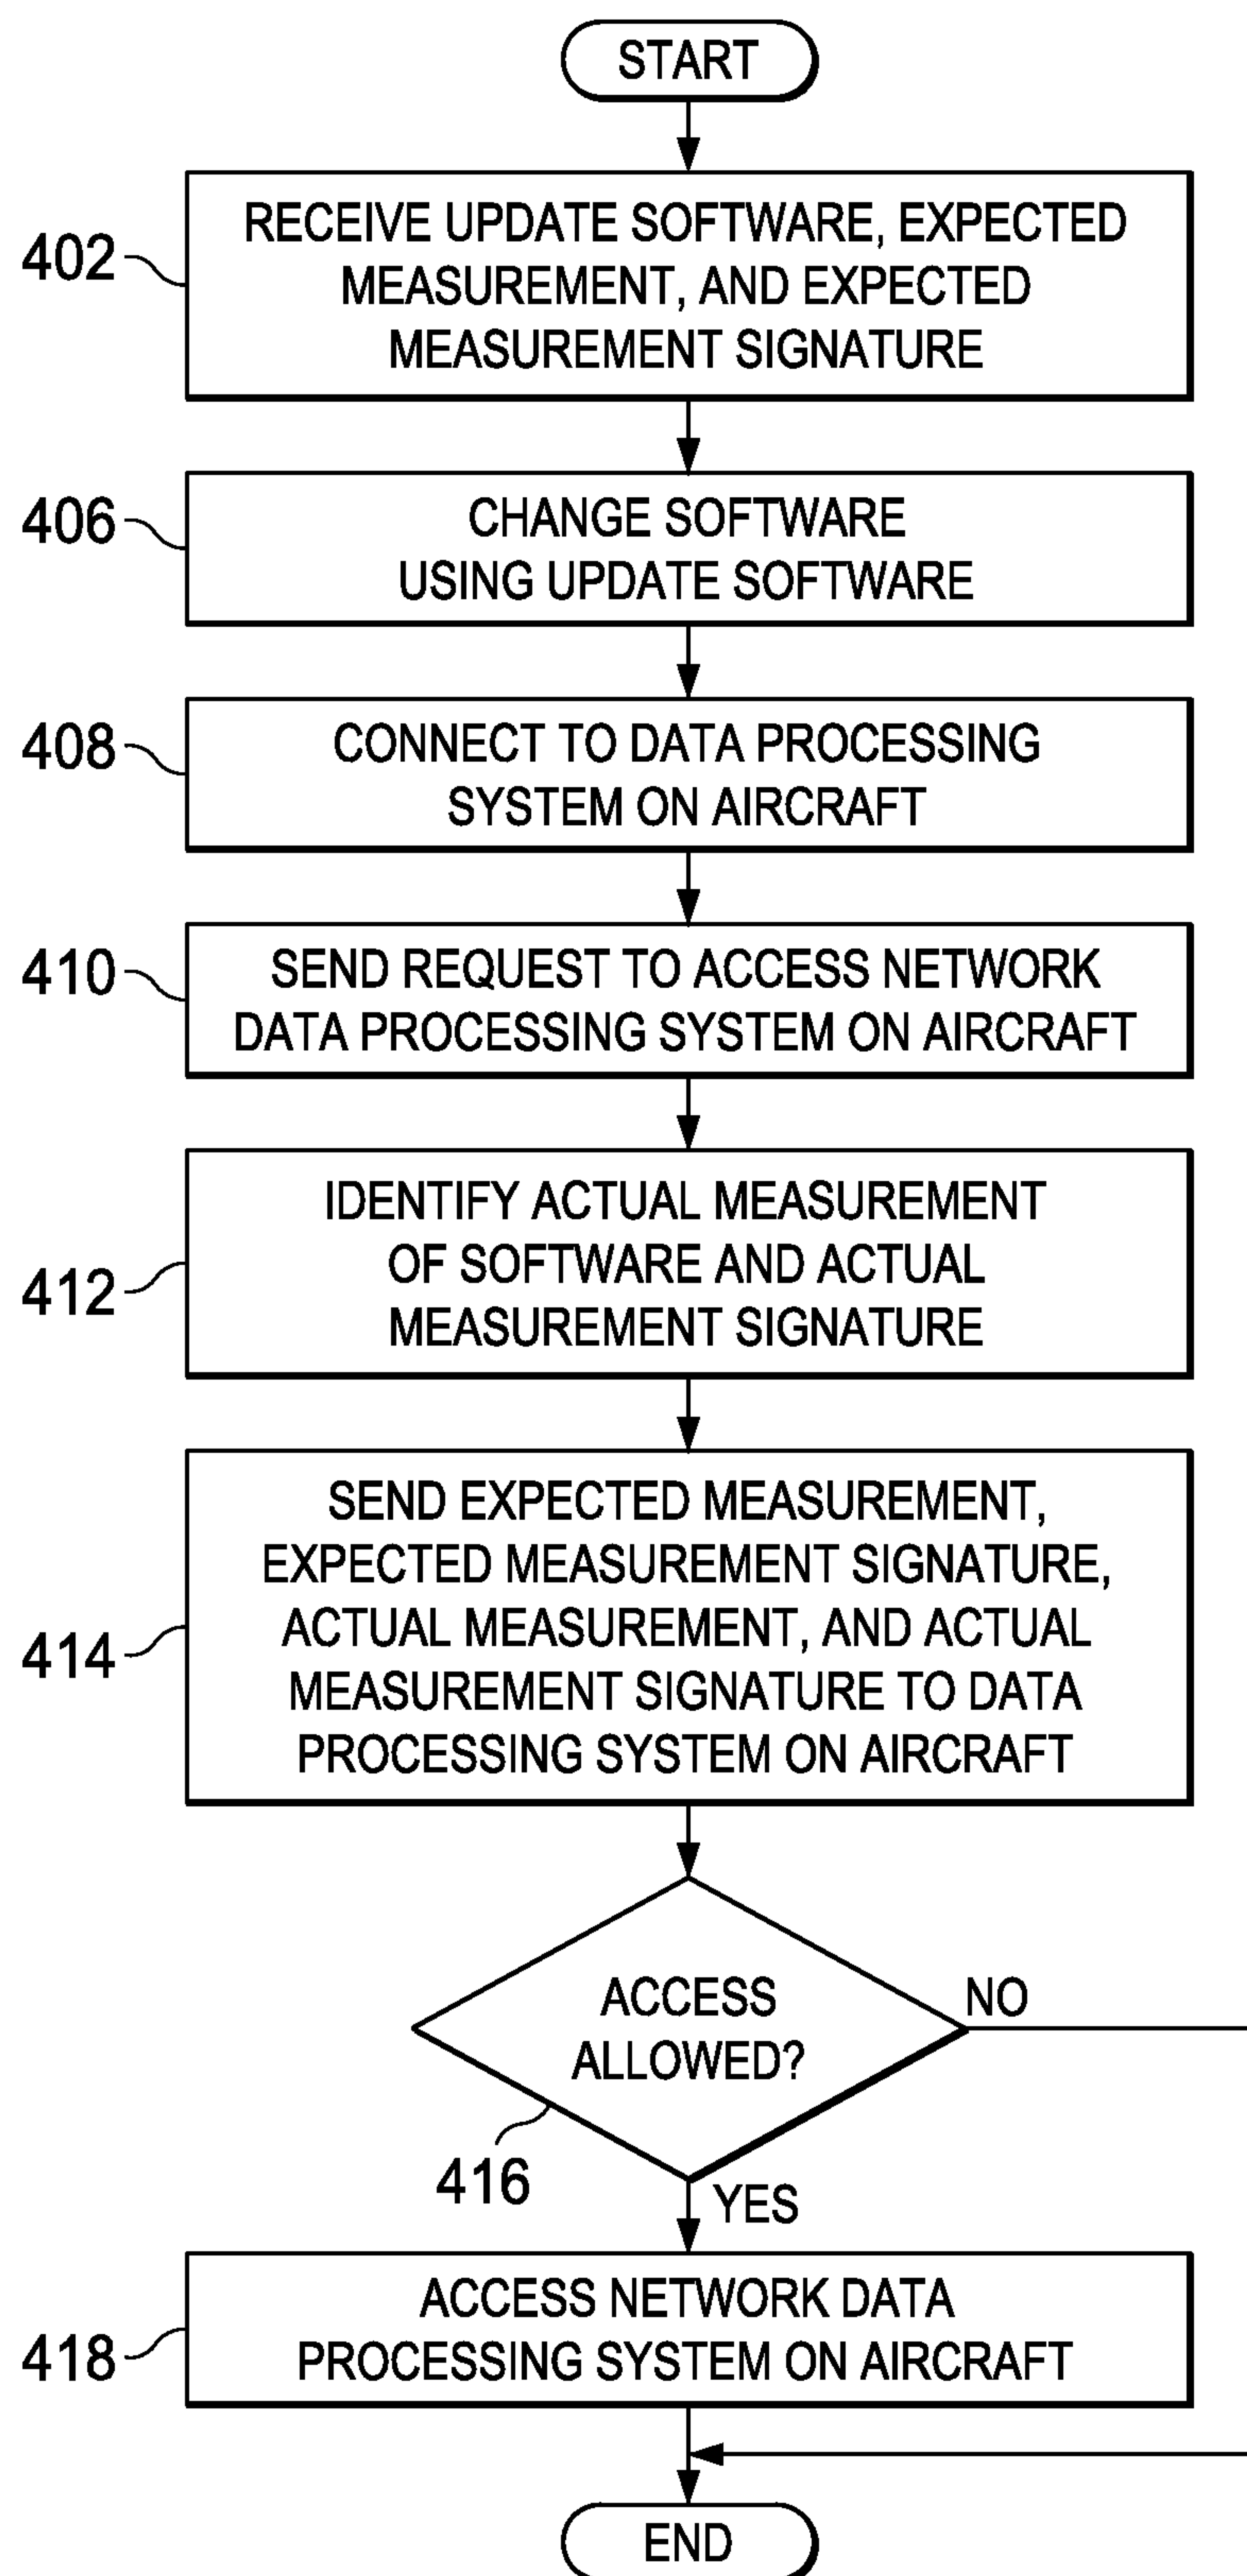 START
402
RECEIVE UPDATE SOFTWARE, EXPECTED
MEASUREMENT, AND EXPECTED
MEASUREMENT SIGNATURE
406
CHANGE SOFTWARE
USING UPDATE SOFTWARE
408
CONNECT TO DATA PROCESSING
SYSTEM ON AIRCRAFT
410
SEND REQUEST TO ACCESS NETWORK
DATA PROCESSING SYSTEM ON AIRCRAFT
412
IDENTIFY ACTUAL MEASUREMENT
OF SOFTWARE AND ACTUAL
MEASUREMENT SIGNATURE
414
SEND EXPECTED MEASUREMENT,
EXPECTED MEASUREMENT SIGNATURE,
ACTUAL MEASUREMENT, AND ACTUAL
MEASUREMENT SIGNATURE TO DATA
PROCESSING SYSTEM ON AIRCRAFT
ACCESS
ALLOWED?
NO
416
YES
418
ACCESS NETWORK DATA
PROCESSING SYSTEM ON AIRCRAFT
END